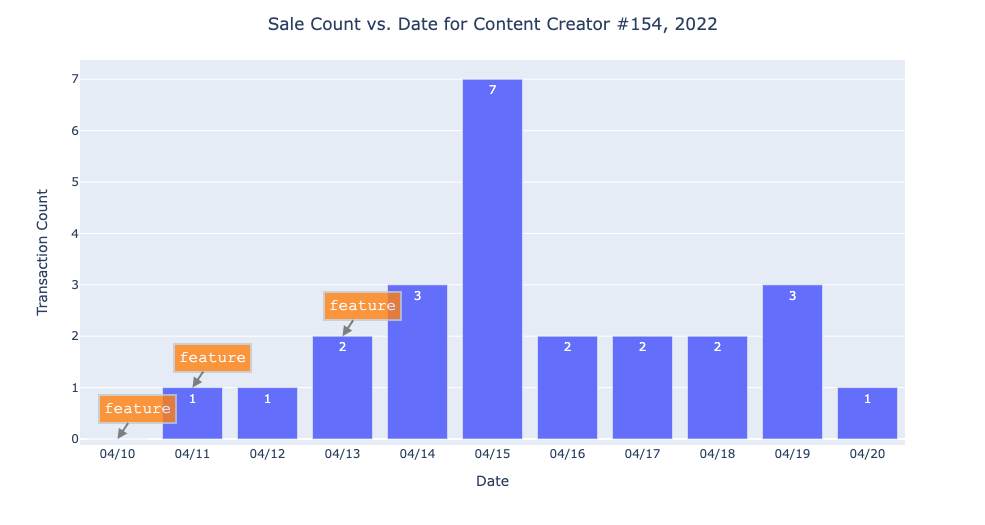 Sale Count vs. Date for Content Creator #154, 2022
Transaction Count
7
6
5
4
3
2
1
0
7
3
3
2
2
2
2
1
1
1
feature
feature
feature
04/10 04/11 04/12 04/13 04/14 04/15 04/16 04/17 04/18 04/19 04/20
Date